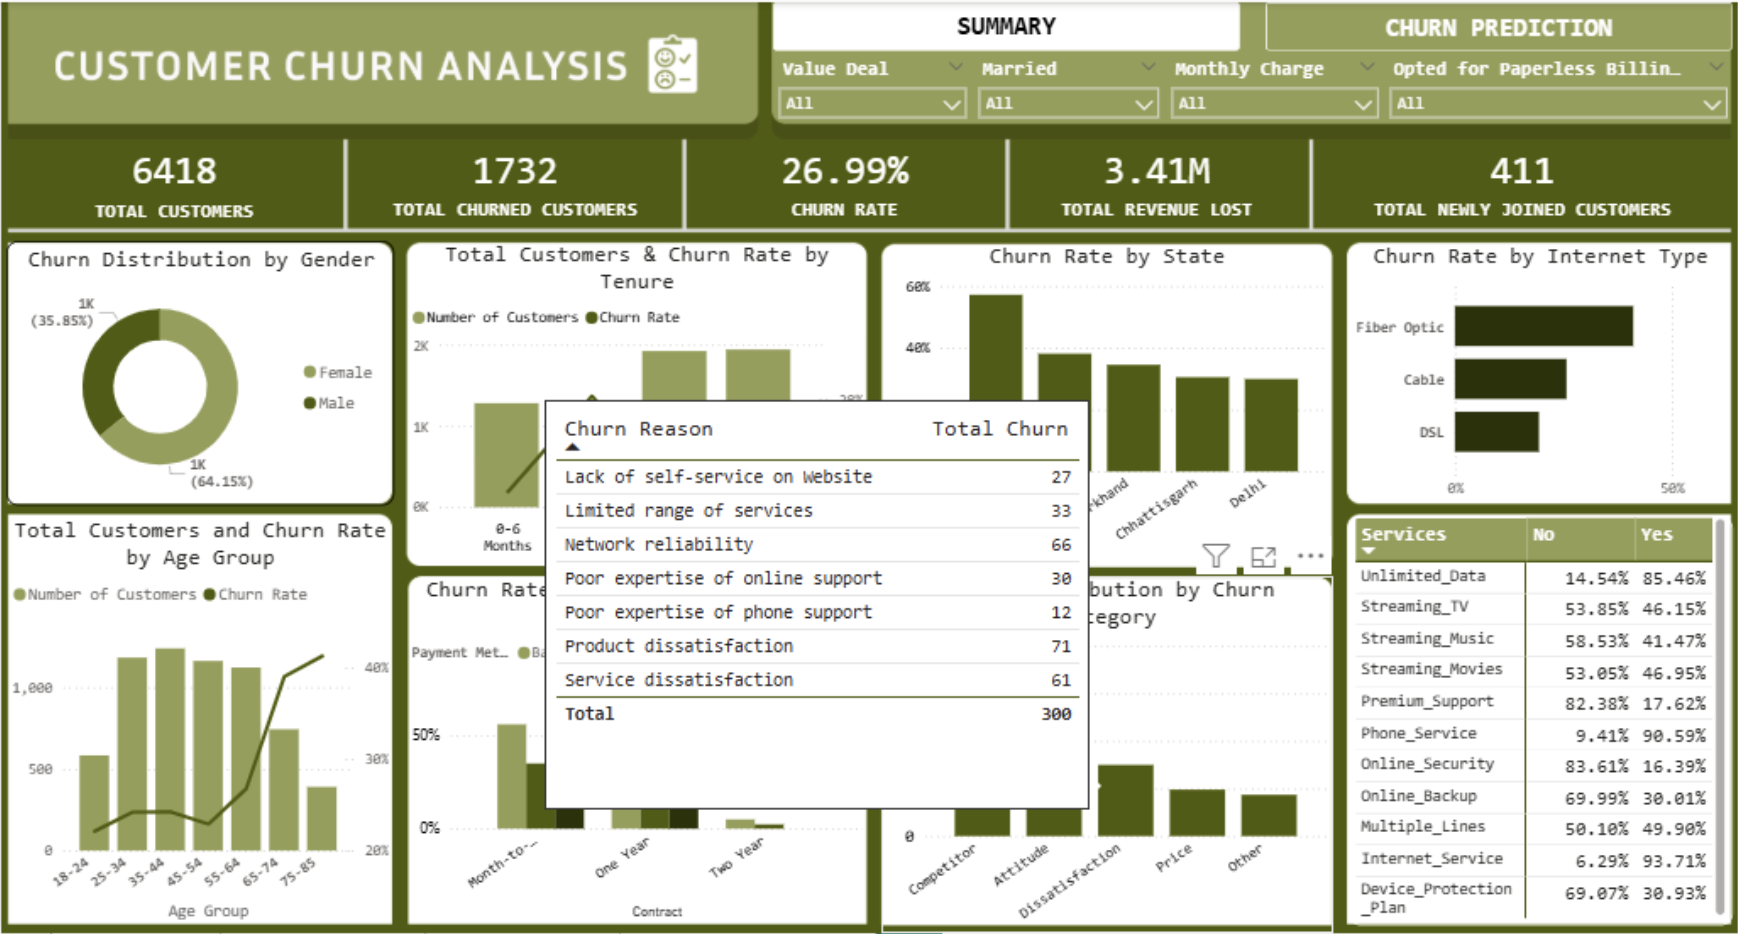 CUSTOMER CHURN ANALYSIS
SUMMARY
CHURN PREDICTION
Value Deal
Married
Monthly Charge
Opted for Paperless Billin…
All
All
All
All
6418
TOTAL CUSTOMERS
1732
TOTAL CHURNED CUSTOMERS
26.99%
CHURN RATE
3.41M
TOTAL REVENUE LOST
411
TOTAL NEWLY JOINED CUSTOMERS
Churn Distribution by Gender
1K
(35.85%)
1K
(64.15%)
Female
Male
Total Customers & Churn Rate by
Tenure
Number of Customers Churn Rate
2K
1K
0K
0-6
Months
Churn Rate by State
60%
40%
Chhattisgarh
Delhi
Churn Rate by Internet Type
Fiber Optic
Cable
DSL
0% 50%
Churn Reason Total Churn
Lack of self-service on Website 27
Limited range of services 33
Network reliability 66
Poor expertise of online support 30
Poor expertise of phone support 12
Product dissatisfaction 71
Service dissatisfaction 61
Total 300
Total Customers and Churn Rate
by Age Group
Number of Customers Churn Rate
1,000
500
0
40%
30%
20%
18-24 25-34 35-44 45-54 55-64 65-74 75-85
Age Group
Churn Rate
Payment Met…
50%
0%
Month-to-…
One Year
Two Year
Contract
bution by Churn
tegory
0
Competitor
Attitude
Dissatisfaction
Price
Other
Services No Yes
Unlimited_Data 14.54% 85.46%
Streaming_TV 53.85% 46.15%
Streaming_Music 58.53% 41.47%
Streaming_Movies 53.05% 46.95%
Premium_Support 82.38% 17.62%
Phone_Service 9.41% 90.59%
Online_Security 83.61% 16.39%
Online_Backup 69.99% 30.01%
Multiple_Lines 50.10% 49.90%
Internet_Service 6.29% 93.71%
Device_Protection
_Plan 69.07% 30.93%